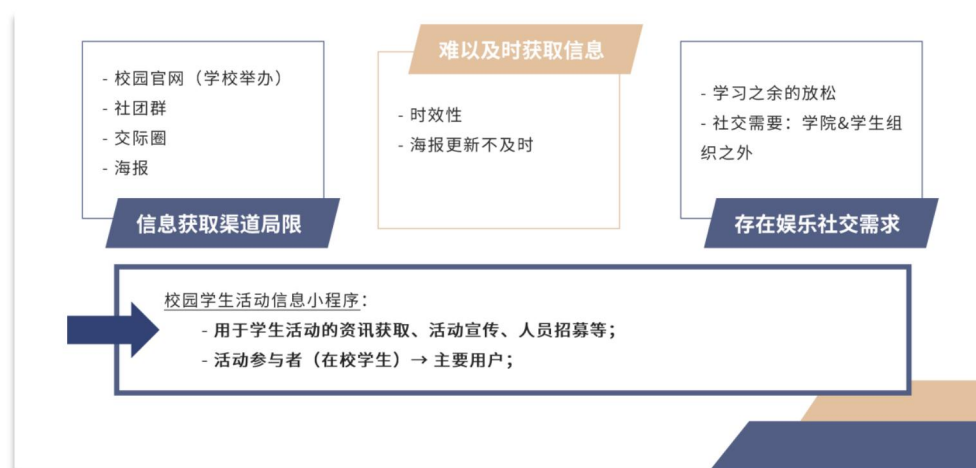 - 校园官网（学校举办）
- 社团群
- 交际圈
- 海报
信息获取渠道局限
难以及时获取信息
- 时效性
- 海报更新不及时
- 学习之余的放松
- 社交需要：学院&学生组
织之外
存在娱乐社交需求
校园学生活动信息小程序：
- 用于学生活动的资讯获取、活动宣传、人员招募等；
- 活动参与者（在校学生）→ 主要用户；